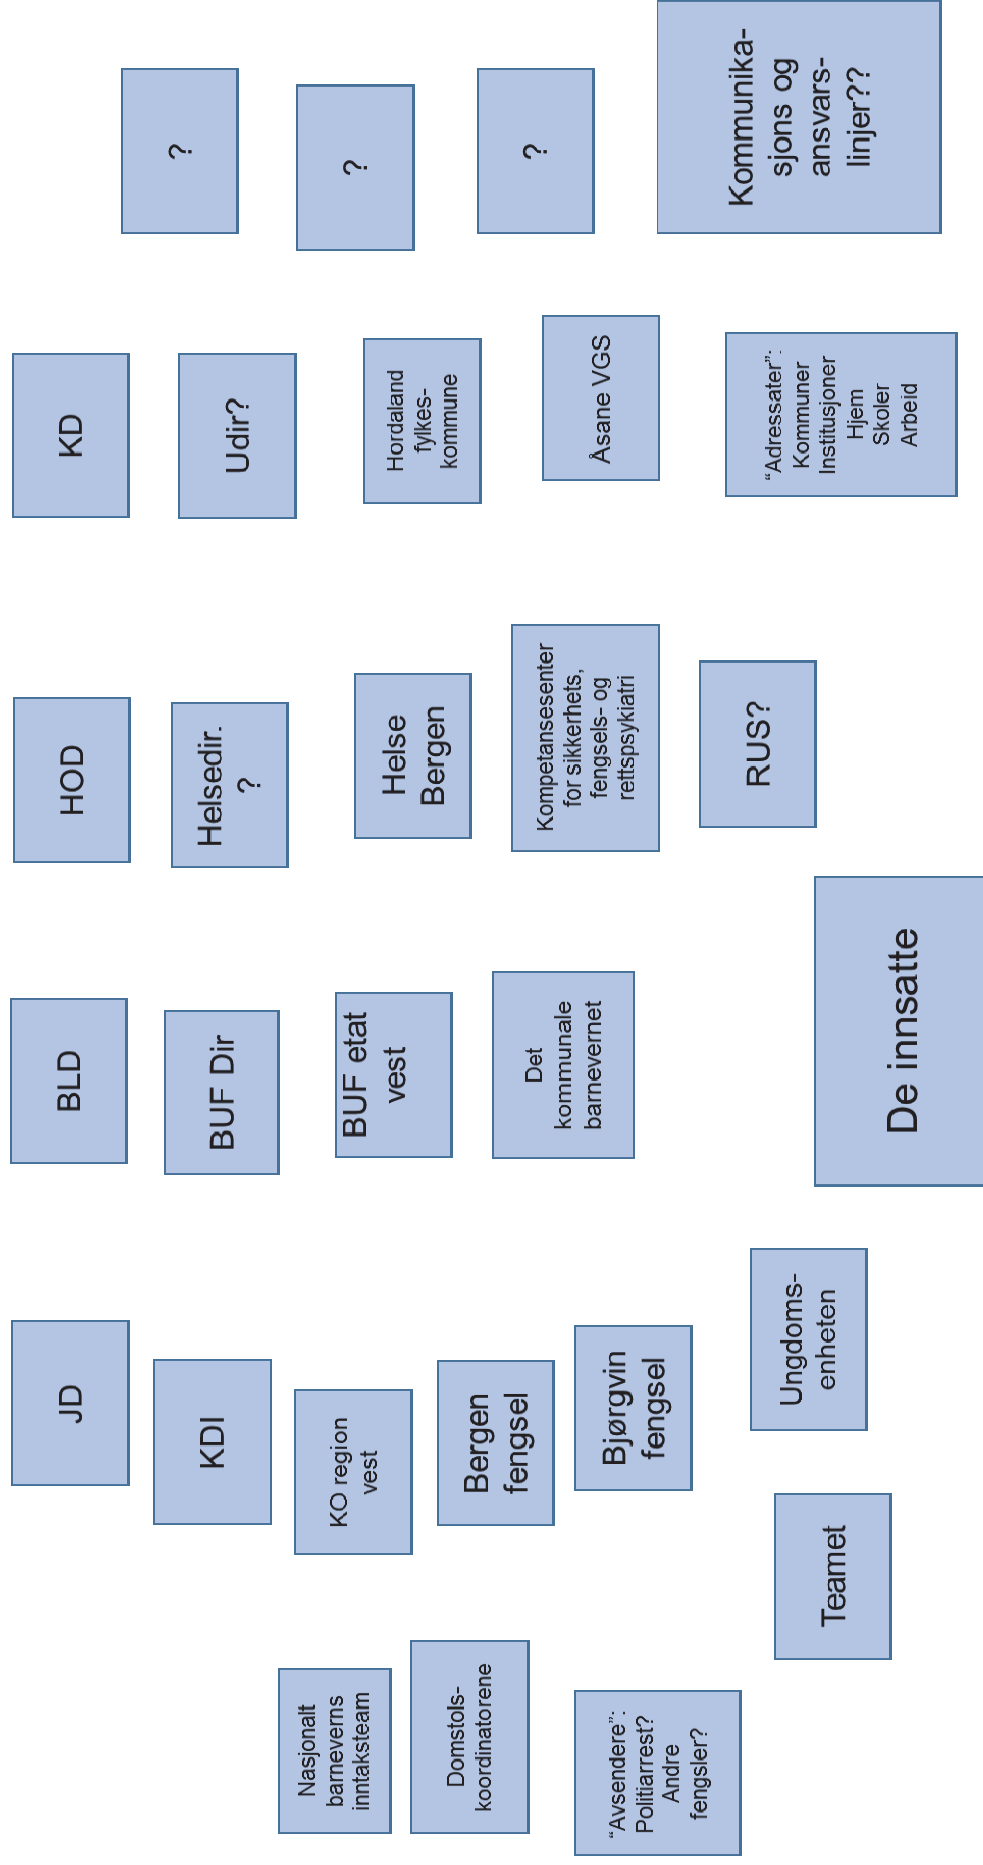 JD
BLD
HOD
KD
KDI
BUF Dir
Helsedir.
?
Udir?
?
Nasjonalt
barneverns
inntaksteam
KO region
vest
BUF etat
vest
Helse
Bergen
Hordaland
fylkes-
kommune
?
Domstols-
koordinatorene
Bergen
fengsel
Det
kommunale
barnevernet
Kompetansesenter
for sikkerhets,
fengsels- og
rettspsykiatri
Åsane VGS
?
“Avsendere”:
Politiarrest?
Andre
fengsler?
Bjørgvin
fengsel
RUS?
“Adressater”:
Kommuner
Institusjoner
Hjem
Skoler
Arbeid
Kommunika-
sjons og
ansvars-
linjer??
Teamet
Ungdoms-
enheten
De innsatte